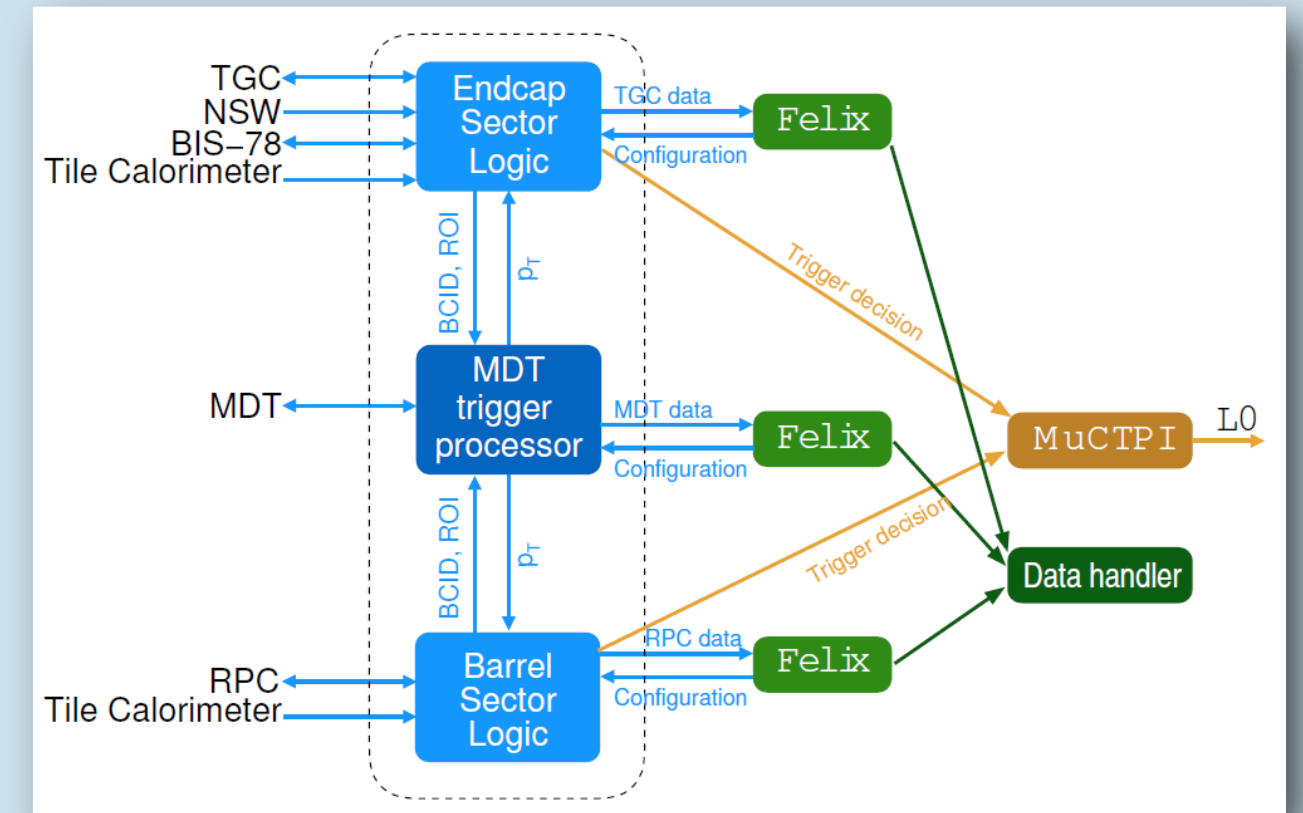 TGC
NSW
BIS–78
Tile Calorimeter
Endcap
Sector
Logic
TGC data
Configuration
Felix
BCID, ROI
pT
Trigger decision
MDT
MDT
trigger
processor
MDT data
Configuration
Felix
MuCTPI
L0
Data handler
BCID, ROI
pT
Trigger decision
RPC
Tile Calorimeter
Barrel
Sector
Logic
RPC data
Configuration
Felix